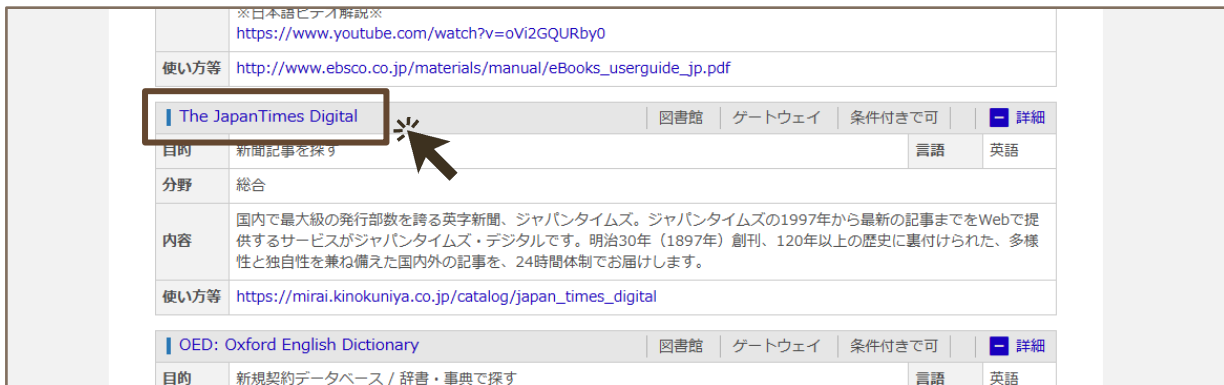 ※日本語ビデオ解説※
https://www.youtube.com/watch?v=oVi2GQURby0
使い方等 http://www.ebsco.co.jp/materials/manual/eBooks_userguide_jp.pdf
The JapanTimes Digital 図書館 ゲートウェイ 条件付きで可 詳細
目的 新聞記事を探す 言語 英語
分野 総合
国内で最大級の発行部数を誇る英字新聞、ジャパンタイムズ。ジャパンタイムズの1997年から最新の記事までをWebで提
内容 供するサービスがジャパンタイムズ・デジタルです。明治30年（1897年）創刊、120年以上の歴史に裏付けられた、多様
性と独自性を兼ね備えた国内外の記事を、24時間体制でお届けします。
使い方等 https://mirai.kinokuniya.co.jp/catalog/japan_times_digital
OED: Oxford English Dictionary 図書館 ゲートウェイ 条件付きで可 詳細
目的 新規契約データベース / 辞書・事典で探す 言語 英語